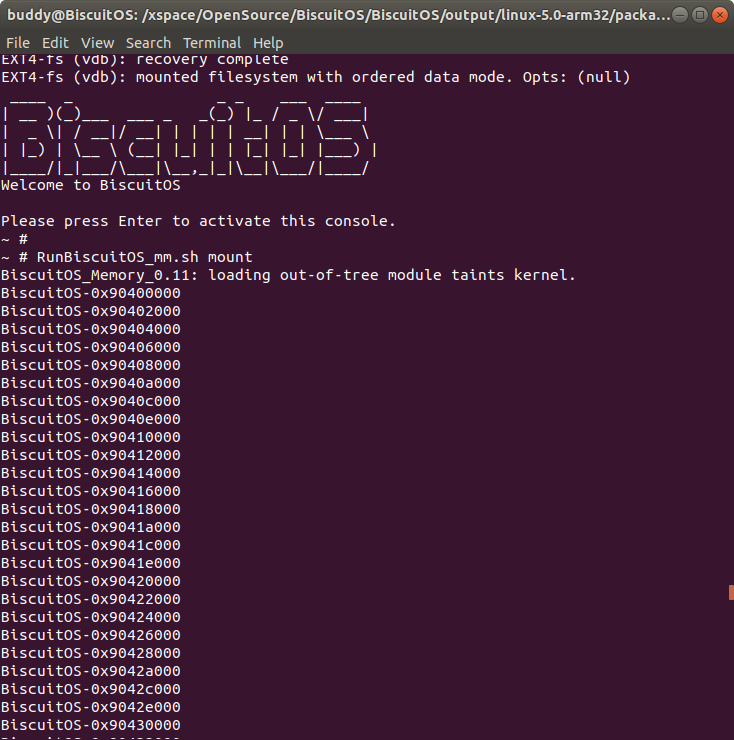 buddy@BiscuitOS: /xspace/OpenSource/BiscuitOS/BiscuitOS/output/linux-5.0-arm32/packa...
File Edit View Search Terminal Help
EXT4-fs (vdb): recovery complete
EXT4-fs (vdb): mounted filesystem with ordered data mode. Opts: (null)
BiscuitOS
Welcome to BiscuitOS
Please press Enter to activate this console.
~ #
~ # RunBiscuitOS_mm.sh mount
BiscuitOS_Memory_0.11: loading out-of-tree module taints kernel.
BiscuitOS-0x90400000
BiscuitOS-0x90402000
BiscuitOS-0x90404000
BiscuitOS-0x90406000
BiscuitOS-0x90408000
BiscuitOS-0x9040a000
BiscuitOS-0x9040c000
BiscuitOS-0x9040e000
BiscuitOS-0x90410000
BiscuitOS-0x90412000
BiscuitOS-0x90414000
BiscuitOS-0x90416000
BiscuitOS-0x90418000
BiscuitOS-0x9041a000
BiscuitOS-0x9041c000
BiscuitOS-0x9041e000
BiscuitOS-0x90420000
BiscuitOS-0x90422000
BiscuitOS-0x90424000
BiscuitOS-0x90426000
BiscuitOS-0x90428000
BiscuitOS-0x9042a000
BiscuitOS-0x9042c000
BiscuitOS-0x9042e000
BiscuitOS-0x90430000